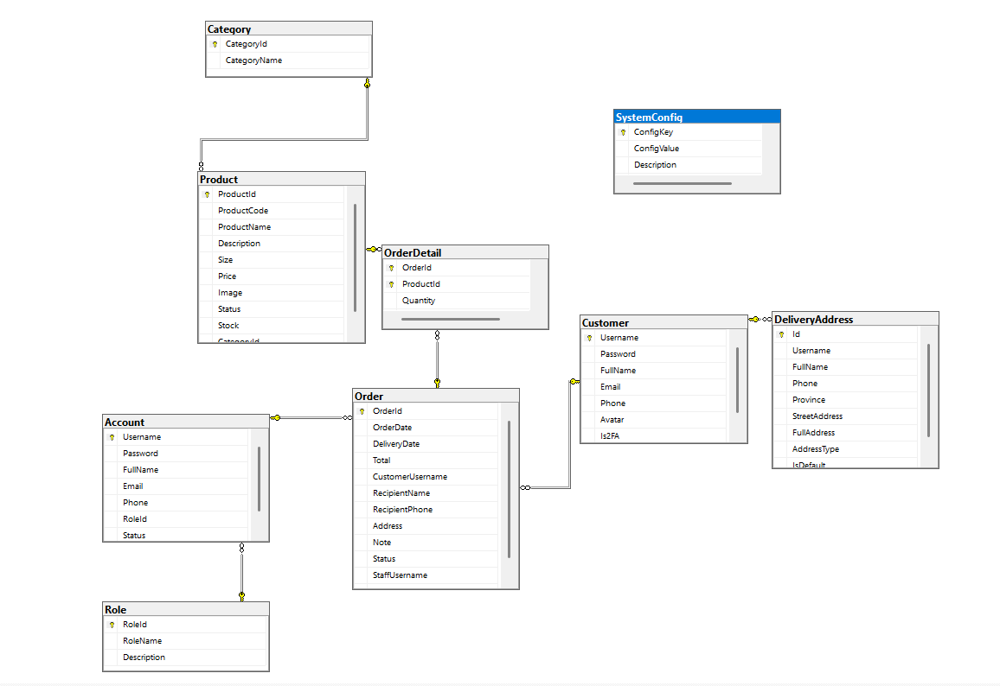 Category
CategoryId
CategoryName
SystemConfig
ConfigKey
ConfigValue
Description
Product
ProductId
ProductCode
ProductName
Description
Size
Price
Image
Status
Stock
CategoryId
OrderDetail
OrderId
ProductId
Quantity
Customer
Username
Password
FullName
Email
Phone
Avatar
Is2FA
DeliveryAddress
Id
Username
FullName
Phone
Province
StreetAddress
FullAddress
AddressType
IsDefault
Order
OrderId
OrderDate
DeliveryDate
Total
CustomerUsername
RecipientName
RecipientPhone
Address
Note
Status
StaffUsername
Account
Username
Password
FullName
Email
Phone
RoleId
Status
Role
RoleId
RoleName
Description